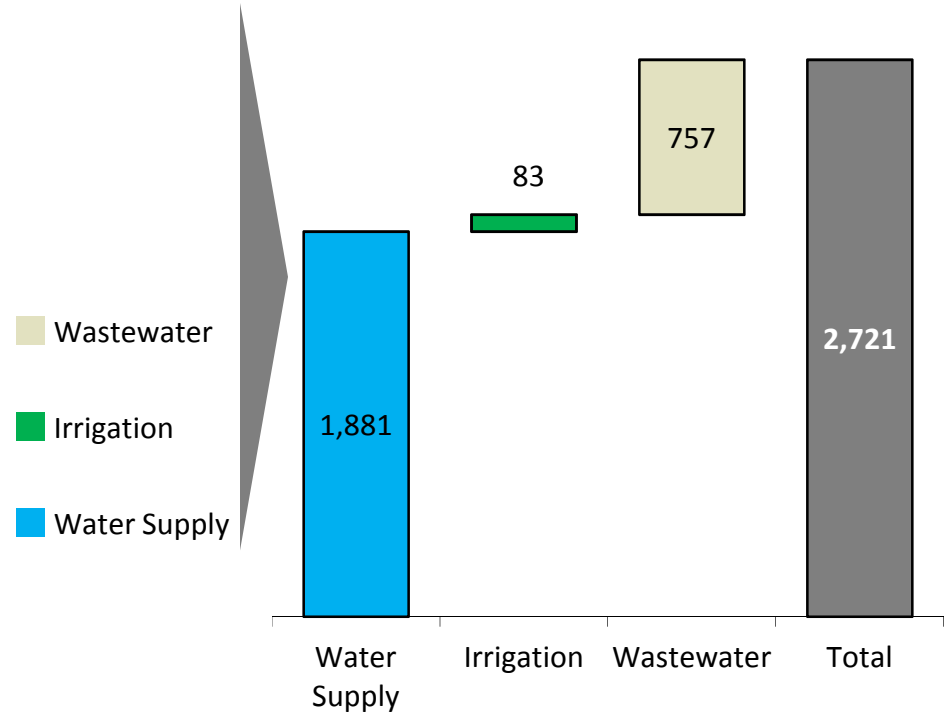 757
83
Wastewater
2,721
Irrigation
1,881
Water Supply
Water Supply
Irrigation
Wastewater
Total